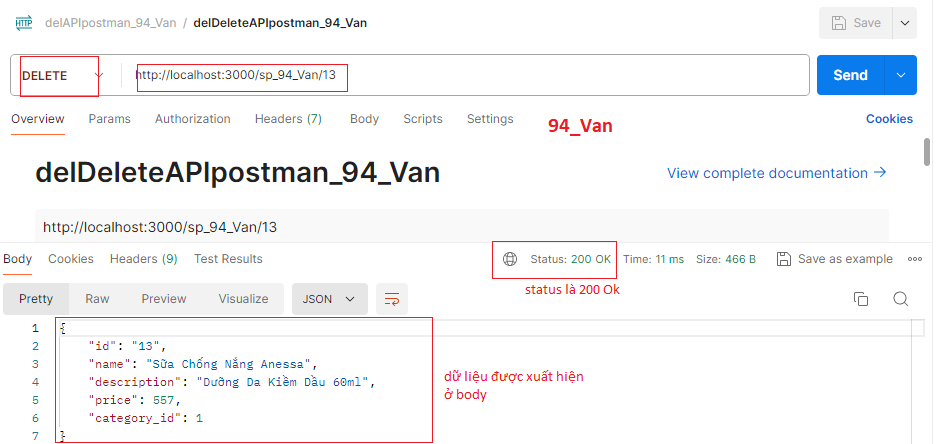 HTTP delAPIpostman_94_Van / delDeletePostman_94_Van Save
DELETE http://localhost:3000/sp_94_Van/13 Send
Overview Params Authorization Headers (7) Body Scripts Settings 94_Van Cookies
delDeleteAPIpostman_94_Van View complete documentation →
http://localhost:3000/sp_94_Van/13
Body Cookies Headers (9) Test Results Status: 200 OK Time: 11 ms Size: 466 B Save as example
status là 200 Ok
Pretty Raw Preview Visualize JSON
1 {
2 "id": "13",
3 "name": "Sữa Chống Nắng Anessa",
4 "description": "Dưỡng Da Kiềm Dầu 60ml",
5 "price": 557,
6 "category_id": 1
7 }
dữ liệu được xuất hiện
ở body